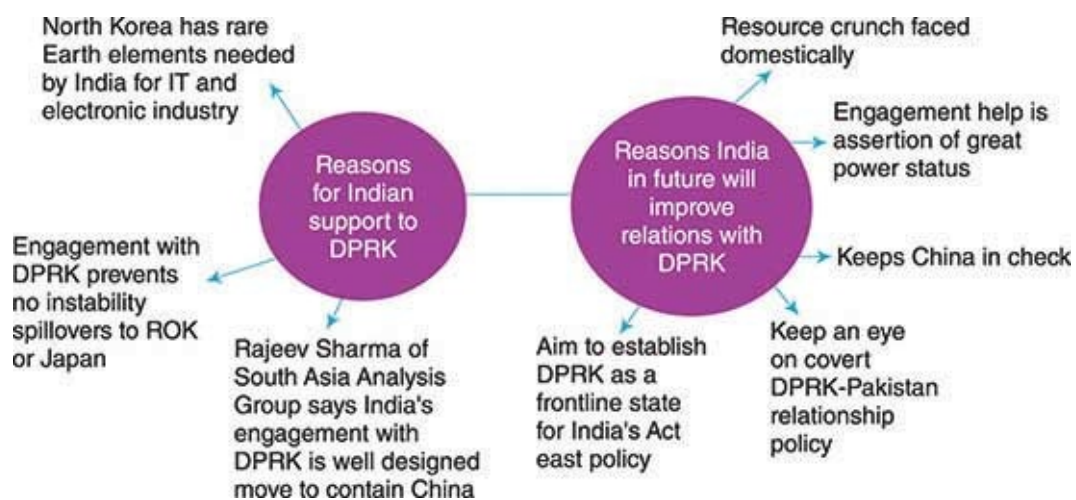 North Korea has rare
Earth elements needed
by India for IT and
electronic industry
Reasons
for Indian
support to
DPRK
Engagement with
DPRK prevents
no instability
spillovers to ROK
or Japan
Rajeev Sharma of
South Asia Analysis
Group says India's
engagement with
DPRK is well designed
move to contain China
Resource crunch faced
domestically
Reasons India
in future will
improve
relations with
DPRK
Engagement help is
assertion of great
power status
Keeps China in check
Keep an eye
on covert
DPRK-Pakistan
relationship
policy
Aim to establish
DPRK as a
frontline state
for India's Act
east policy